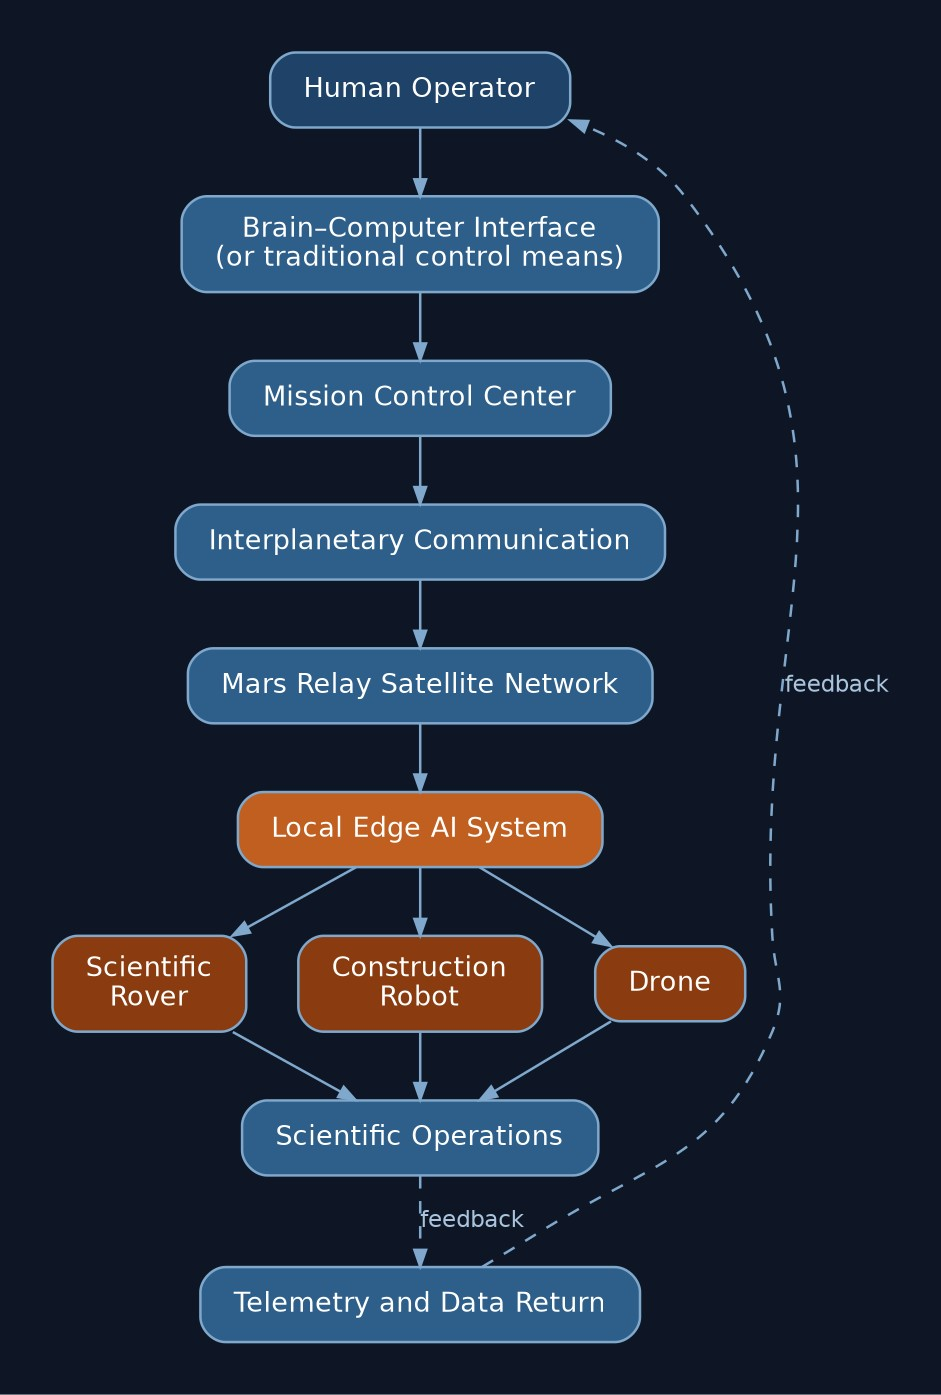 Human Operator
Brain–Computer Interface
(or traditional control means)
Mission Control Center
Interplanetary Communication
Mars Relay Satellite Network
feedback
Local Edge AI System
Scientific
Rover
Construction
Robot
Drone
Scientific Operations
feedback
Telemetry and Data Return